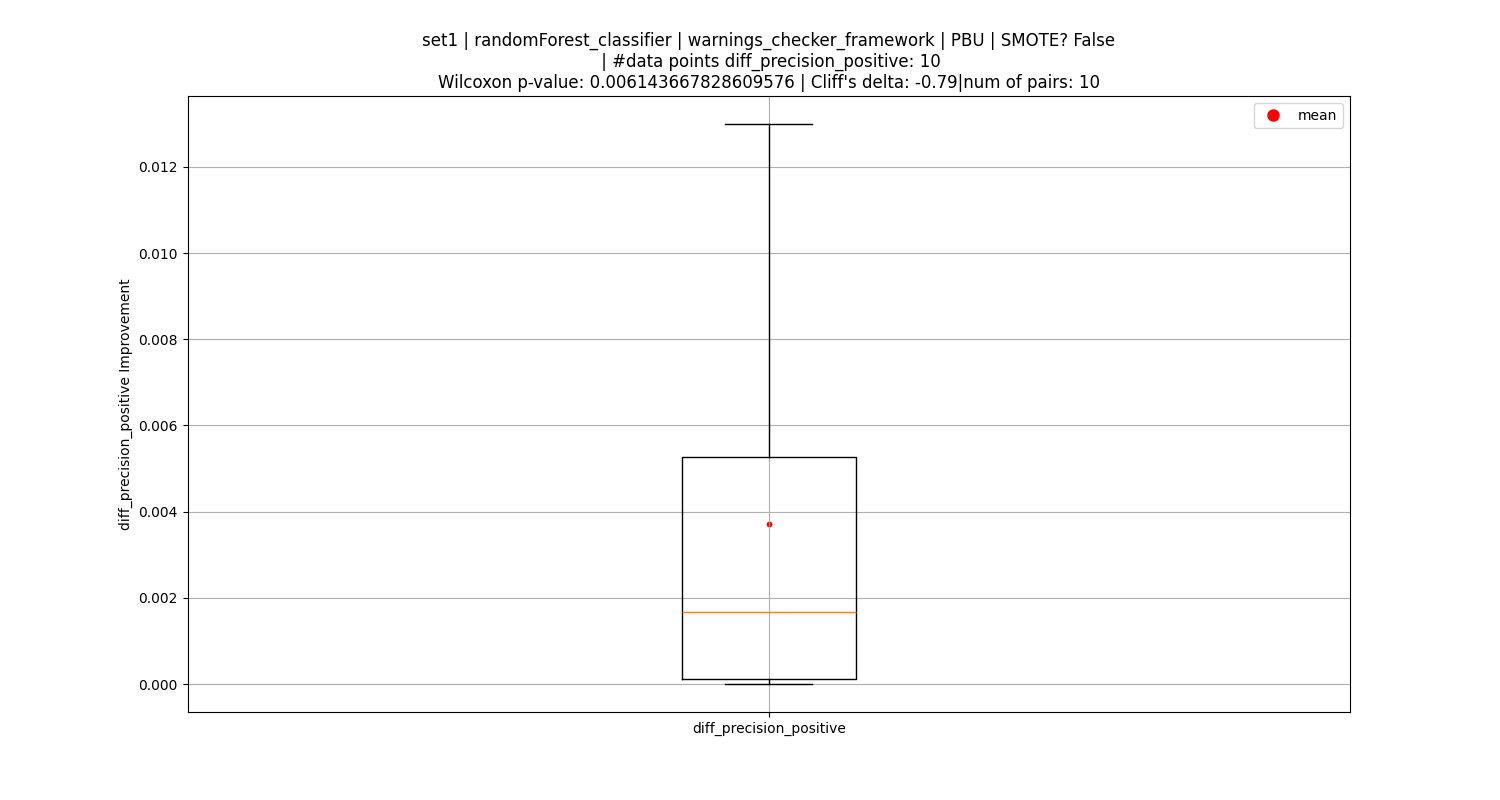 set1 | randomForest_classifier | warnings_checker_framework | PBU | SMOTE? False
| #data points diff_precision_positive: 10
Wilcoxon p-value: 0.006143667828609576 | Cliff's delta: -0.79|num of pairs: 10
mean
0.012
0.010
0.008
0.006
0.004
0.002
0.000
diff_precision_positive Improvement
diff_precision_positive